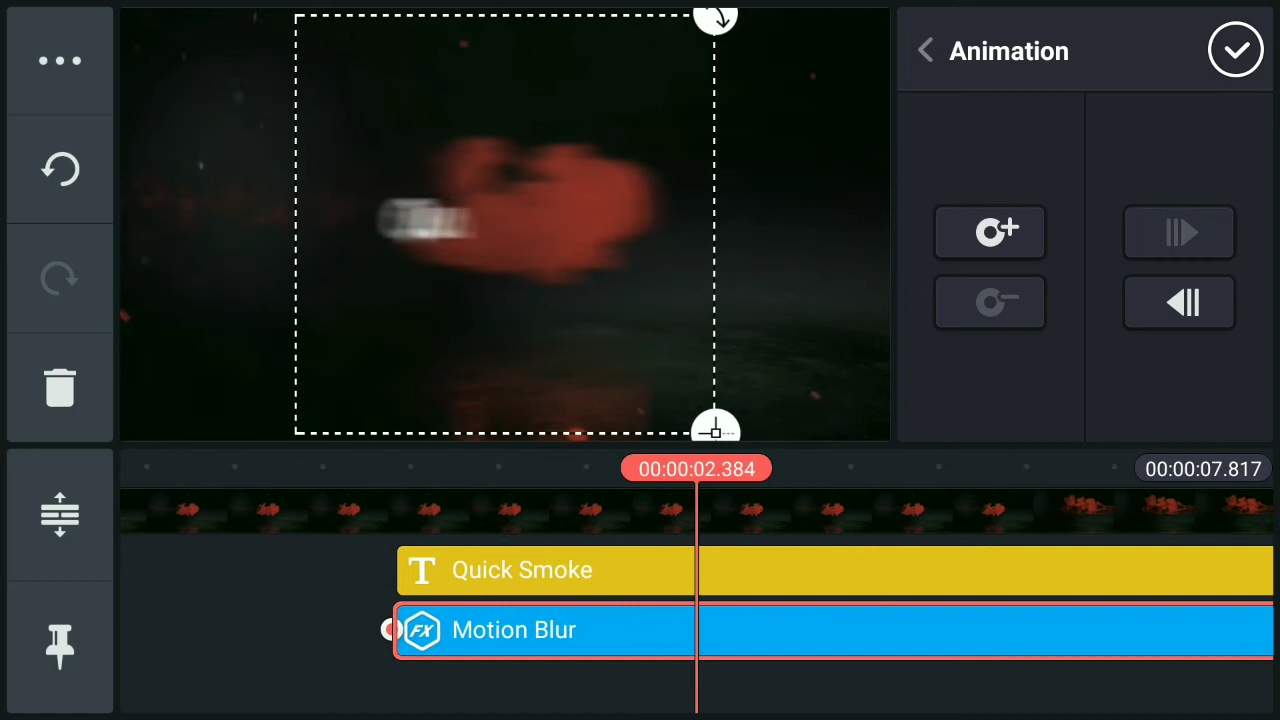 Animation
00:00:02.384
00:00:07.817
T Quick Smoke
FX Motion Blur